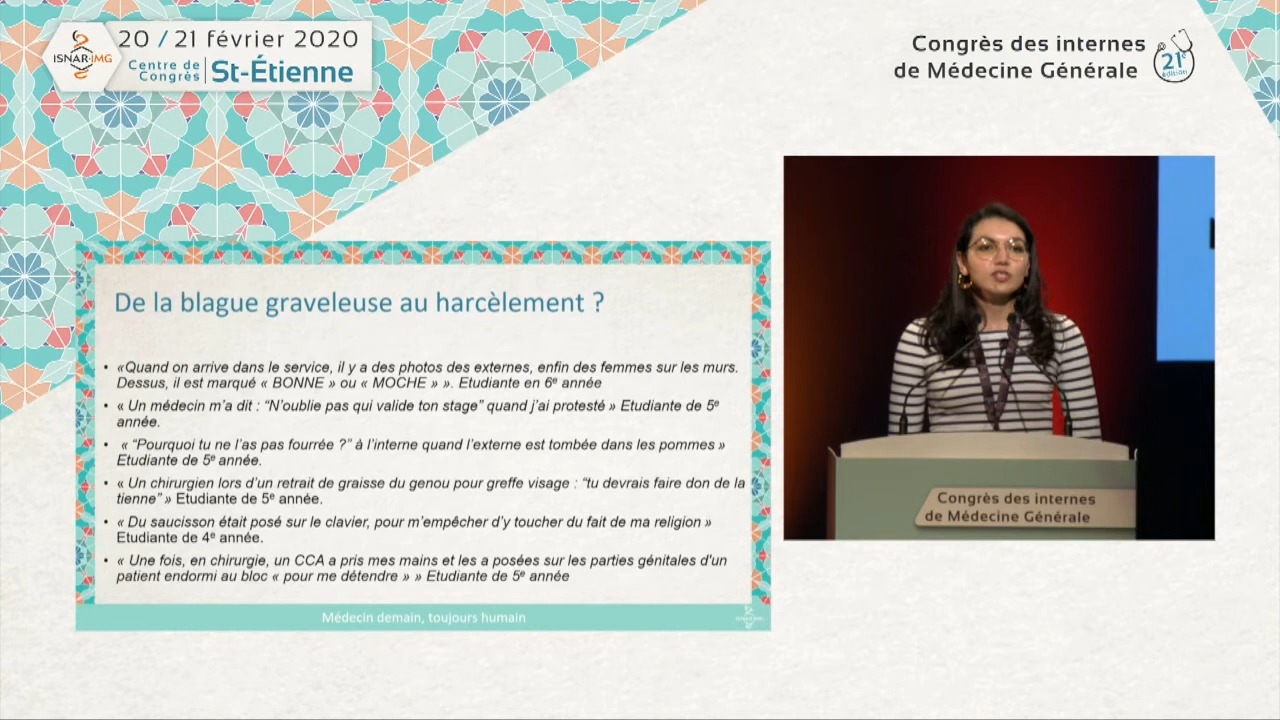 ISNAR-IMG
20 / 21 février 2020
Centre de
Congrès
St-Étienne
Congrès des internes
de Médecine Générale
21e
édition
De la blague graveleuse au harcèlement ?
• «Quand on arrive dans le service, il y a des photos des externes, enfin des femmes sur les murs.
Dessus, il est marqué « BONNE » ou « MOCHE » ». Etudiante en 6e année
• « Un médecin m’a dit : “N’oublie pas qui valide ton stage” quand j’ai protesté » Etudiante de 5e
année.
• « “Pourquoi tu ne l’as pas fourrée ?” à l’interne quand l’externe est tombée dans les pommes »
Etudiante de 5e année.
• « Un chirurgien lors d’un retrait de graisse du genou pour greffe visage : “tu devrais faire don de la
tienne” » Etudiante de 5e année.
• « Du saucisson était posé sur le clavier, pour m’empêcher d’y toucher du fait de ma religion »
Etudiante de 4e année.
• « Une fois, en chirurgie, un CCA a pris mes mains et les a posées sur les parties génitales d'un
patient endormi au bloc « pour me détendre » » Etudiante de 5e année
Médecin demain, toujours humain
ISNAR-IMG
Congrès des internes
de Médecine Générale